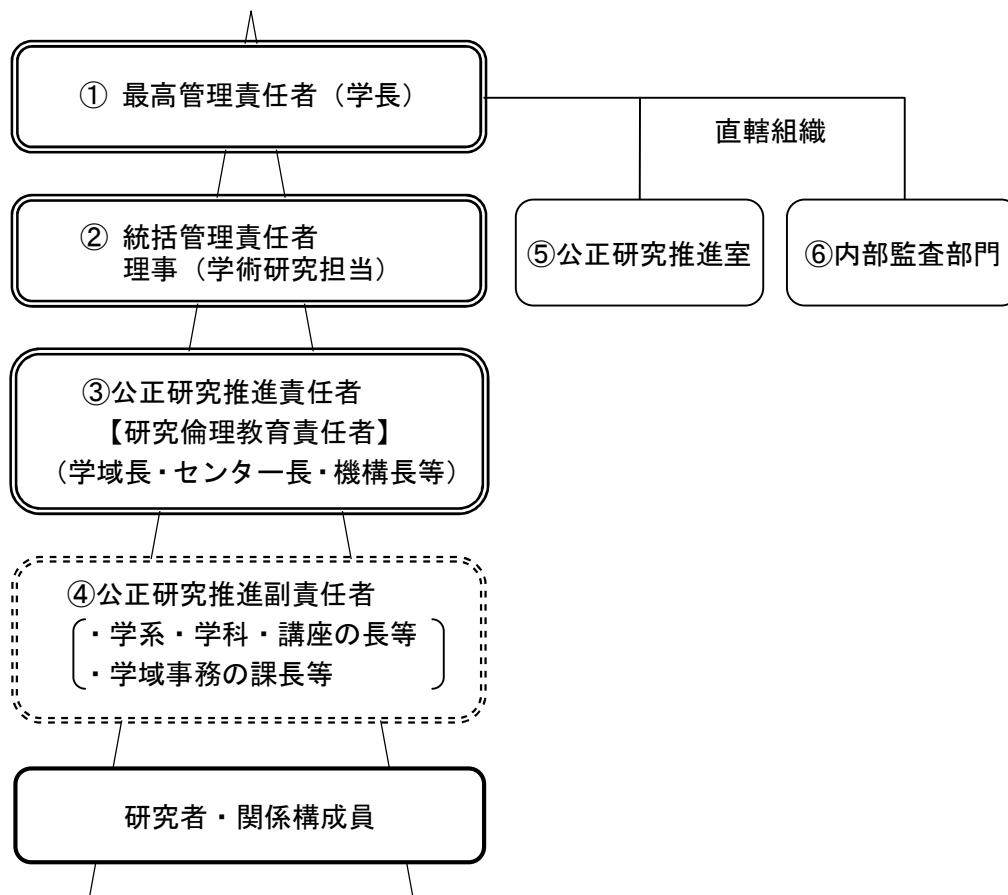 ① 最高管理責任者（学長）
直轄組織
② 統括管理責任者
理事（学術研究担当）
⑤公正研究推進室
⑥内部監査部門
③公正研究推進責任者
【研究倫理教育責任者】
（学域長・センター長・機構長等）
④公正研究推進副責任者
・学系・学科・講座の長等
・学域事務の課長等
研究者・関係構成員